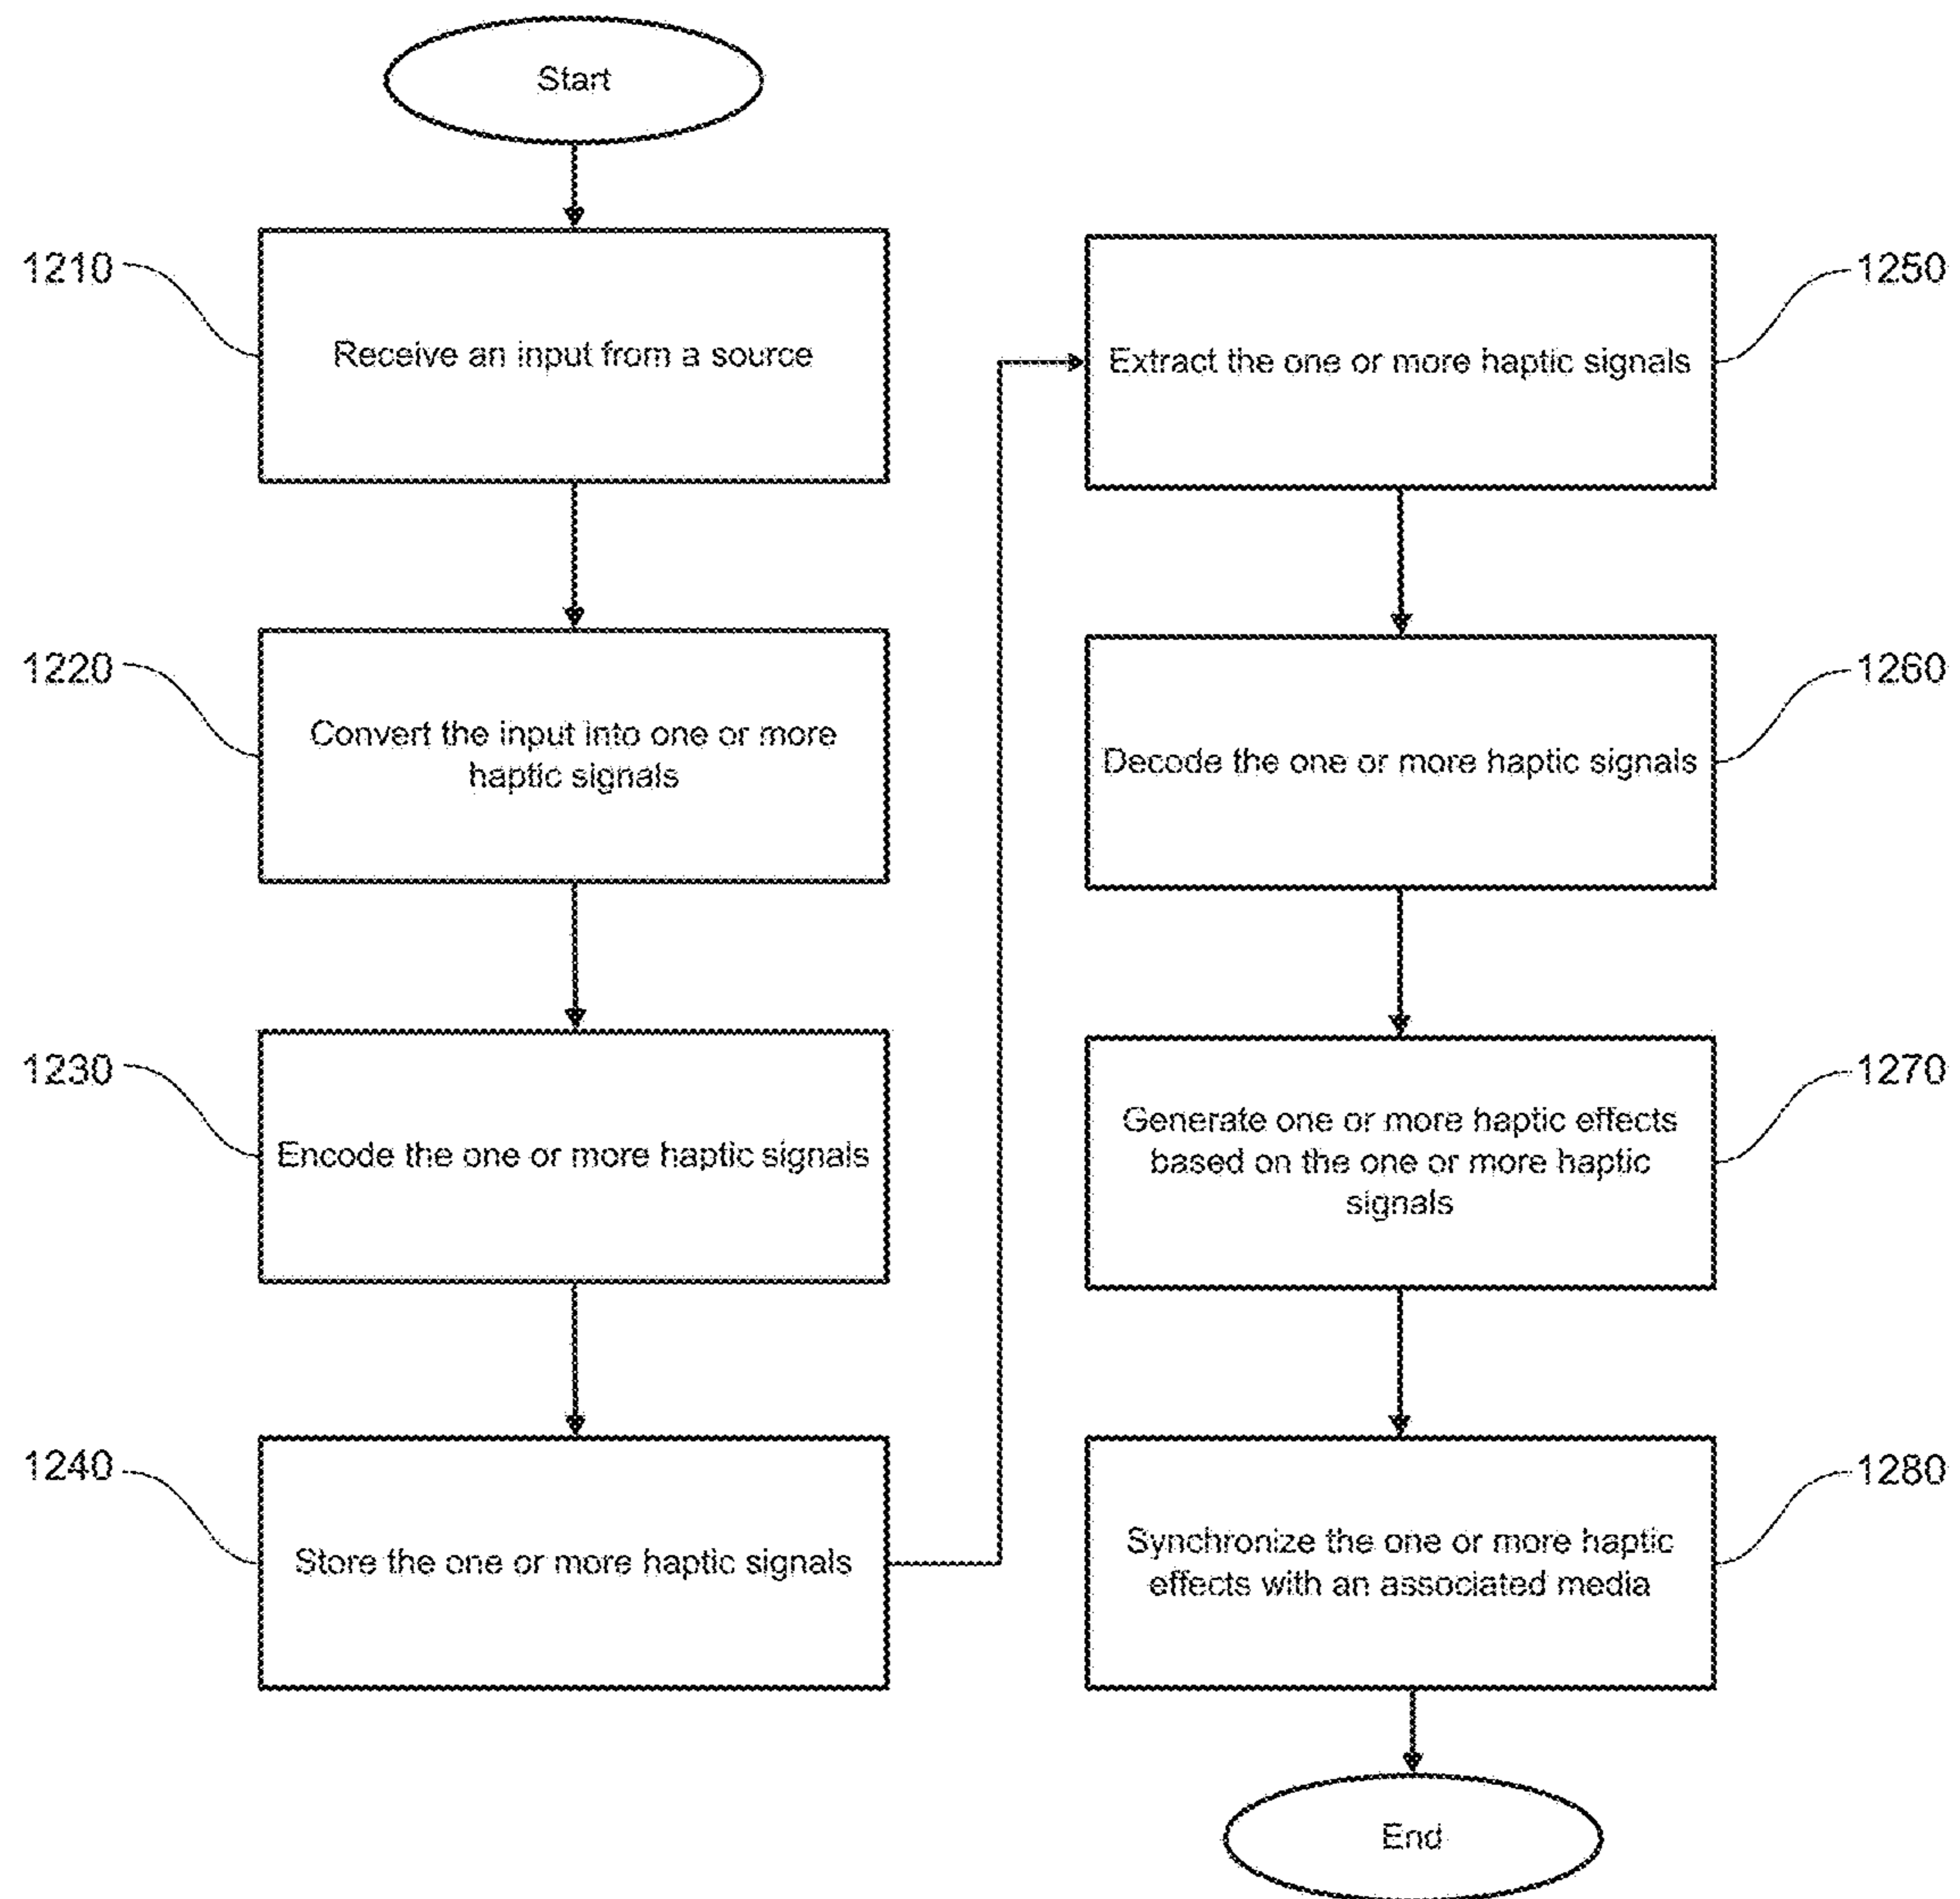 Start
1210
Receive an input from a source
1220
Convert the input into one or more
haptic signals
1230
Encode the one or more haptic signals
1240
Store the one or more haptic signals
1250
Extract the one or more haptic signals
1260
Decode the one or more haptic signals
1270
Generate one or more haptic effects
based on the one or more haptic
signals
1280
Synchronize the one or more haptic
effects with an associated media
End